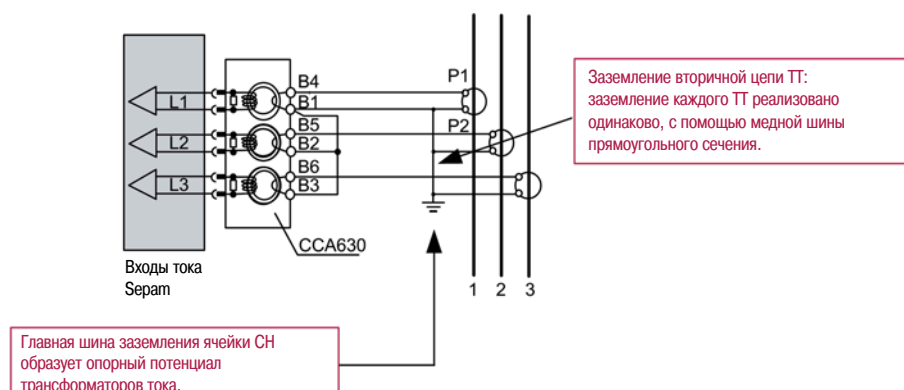 B4
P1
L1
B1
B5
P2
L2
B2
B6
L3
B3
CCA630
Входы тока
Sepam
1 2 3
Заземление вторичной цепи ТТ:
заземление каждого ТТ реализовано
одинаково, с помощью медной шины
прямоугольного сечения.
Главная шина заземления ячейки СН
образует опорный потенциал
трансформаторов тока.